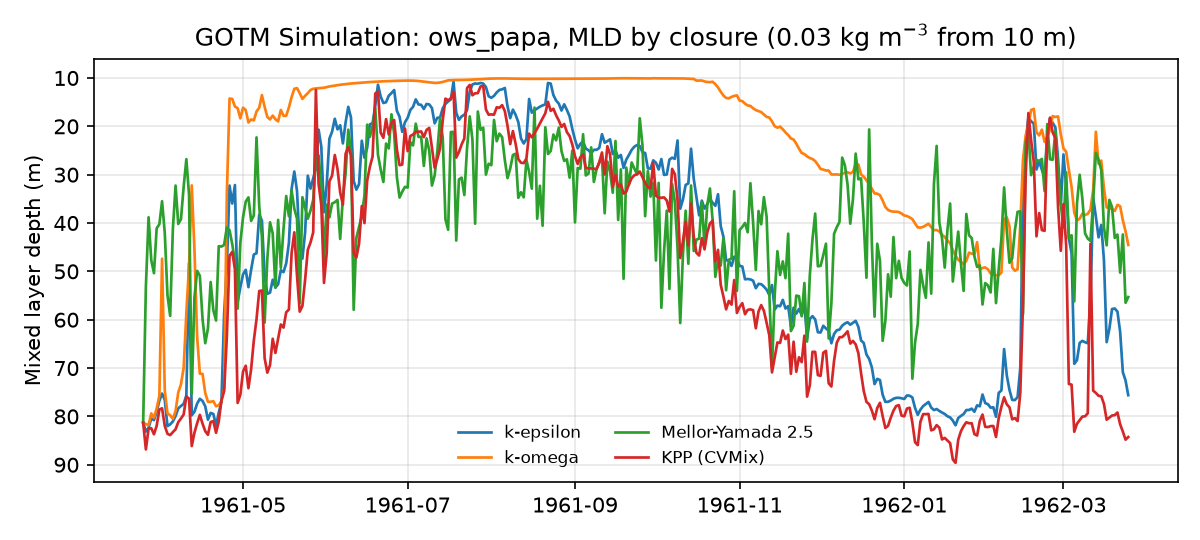 GOTM Simulation: ows_papa, MLD by closure (0.03 kg m⁻³ from 10 m)
Mixed layer depth (m)
10
20
30
40
50
60
70
80
90
k-epsilon
k-omega
Mellor-Yamada 2.5
KPP (CVMix)
1961-05 1961-07 1961-09 1961-11 1962-01 1962-03